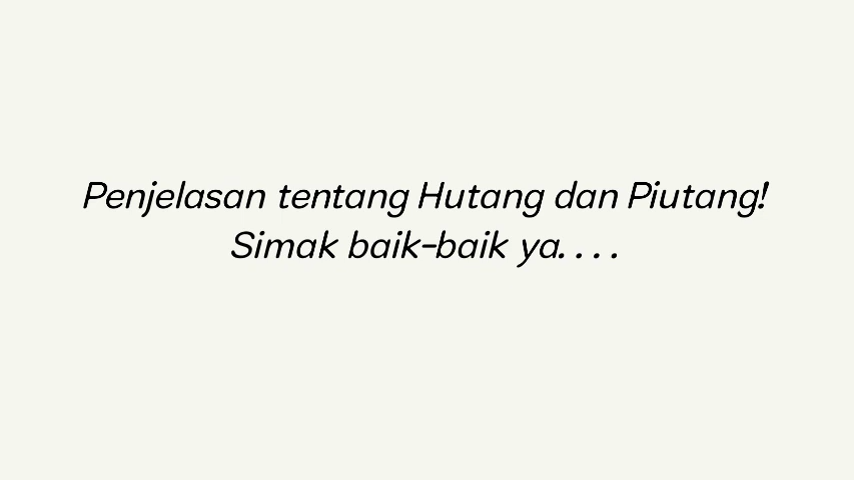 Penjelasan tentang Hutang dan Piutang!
Simak baik-baik ya. . . .